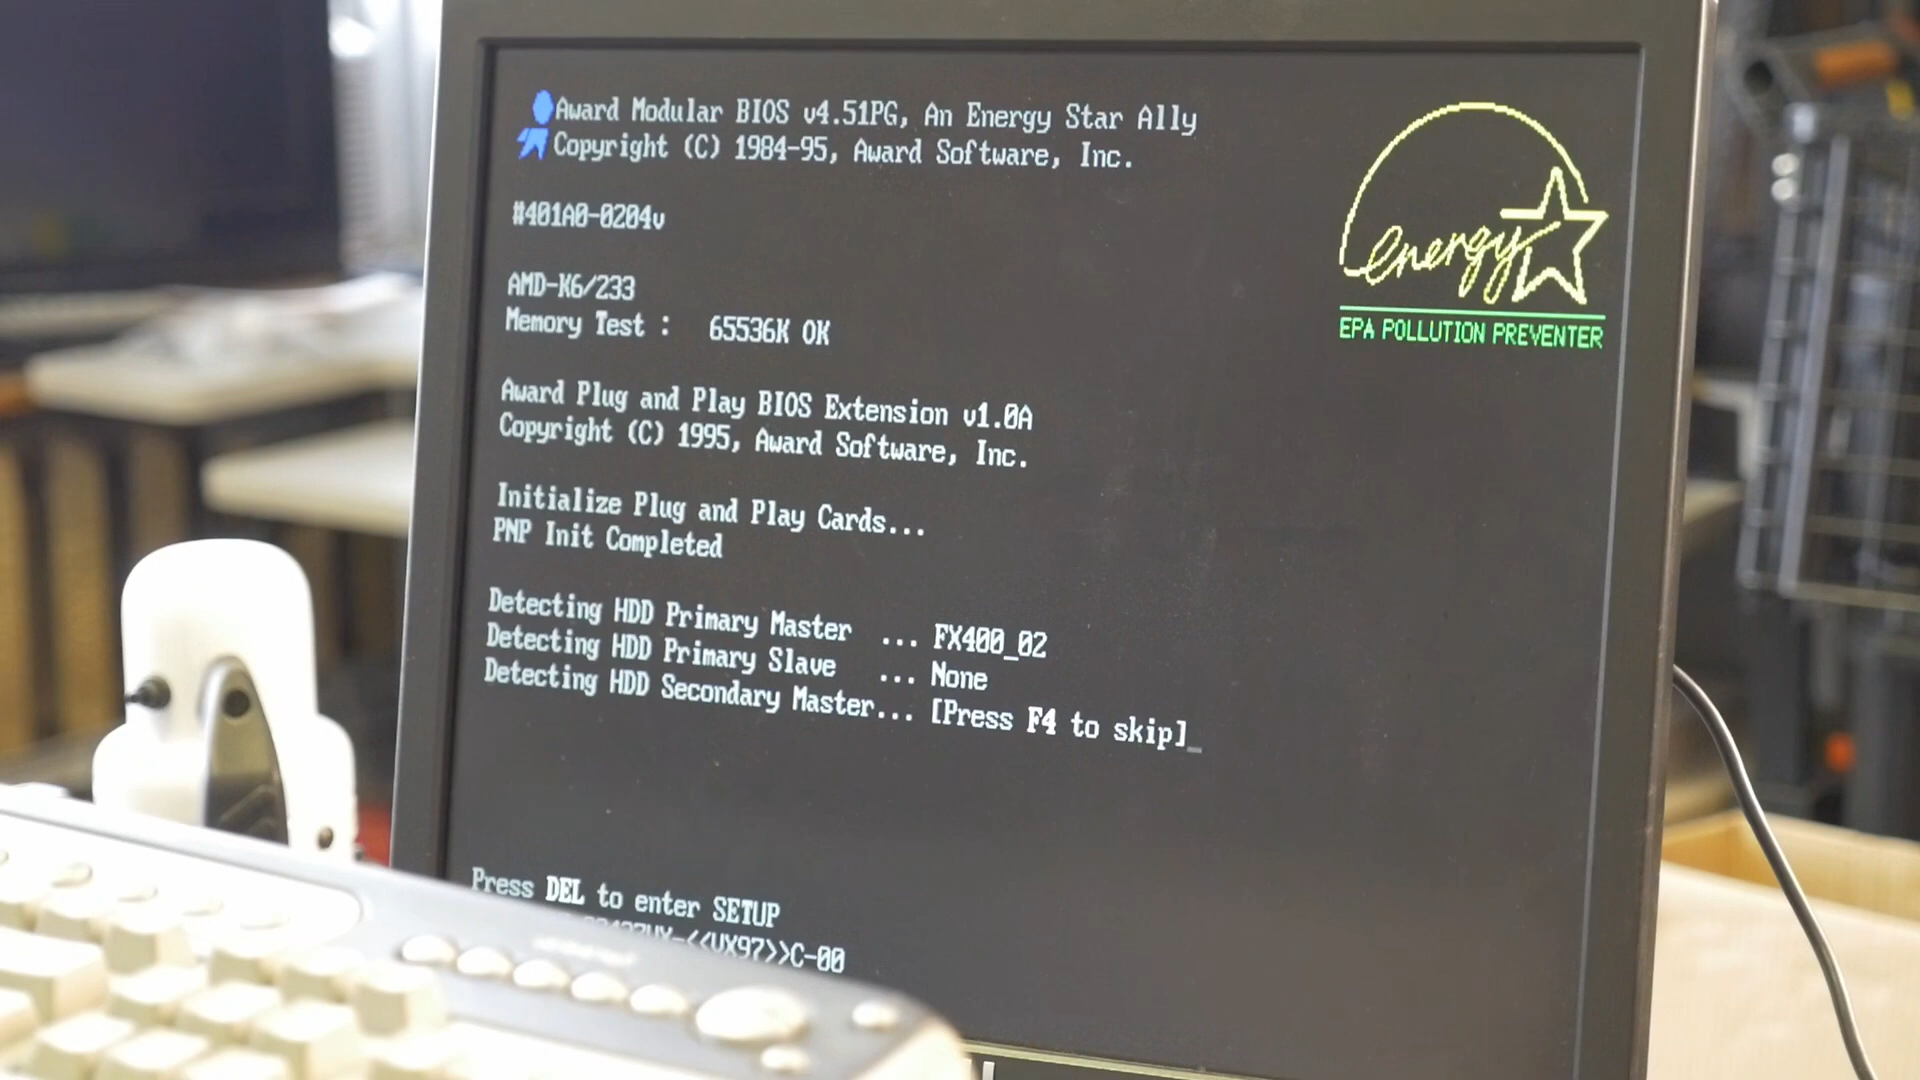 Award Modular BIOS v4.51PG, An Energy Star Ally
Copyright (C) 1984-95, Award Software, Inc.
#401A0-0204v
energy
EPA POLLUTION PREVENTER
AMD-K6/233
Memory Test : 65536K OK
Award Plug and Play BIOS Extension v1.0A
Copyright (C) 1995, Award Software, Inc.
Initialize Plug and Play Cards...
PNP Init Completed
Detecting HDD Primary Master ... FX400_02
Detecting HDD Primary Slave ... None
Detecting HDD Secondary Master... [Press F4 to skip]_
Press DEL to enter SETUP
-<<VX97>>C-00